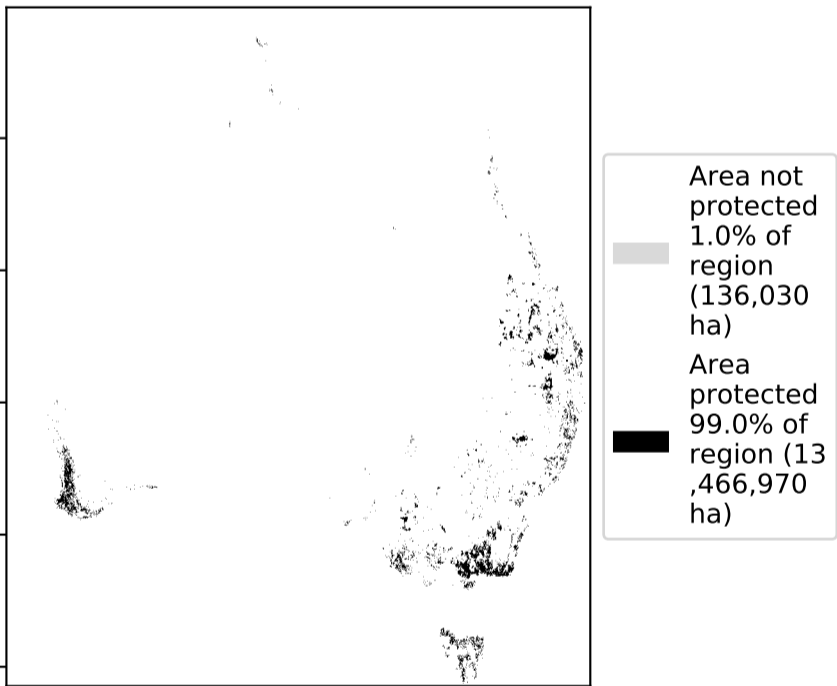 Area not
protected
1.0% of
region
(136,030
ha)
Area
protected
99.0% of
region (13
,466,970
ha)